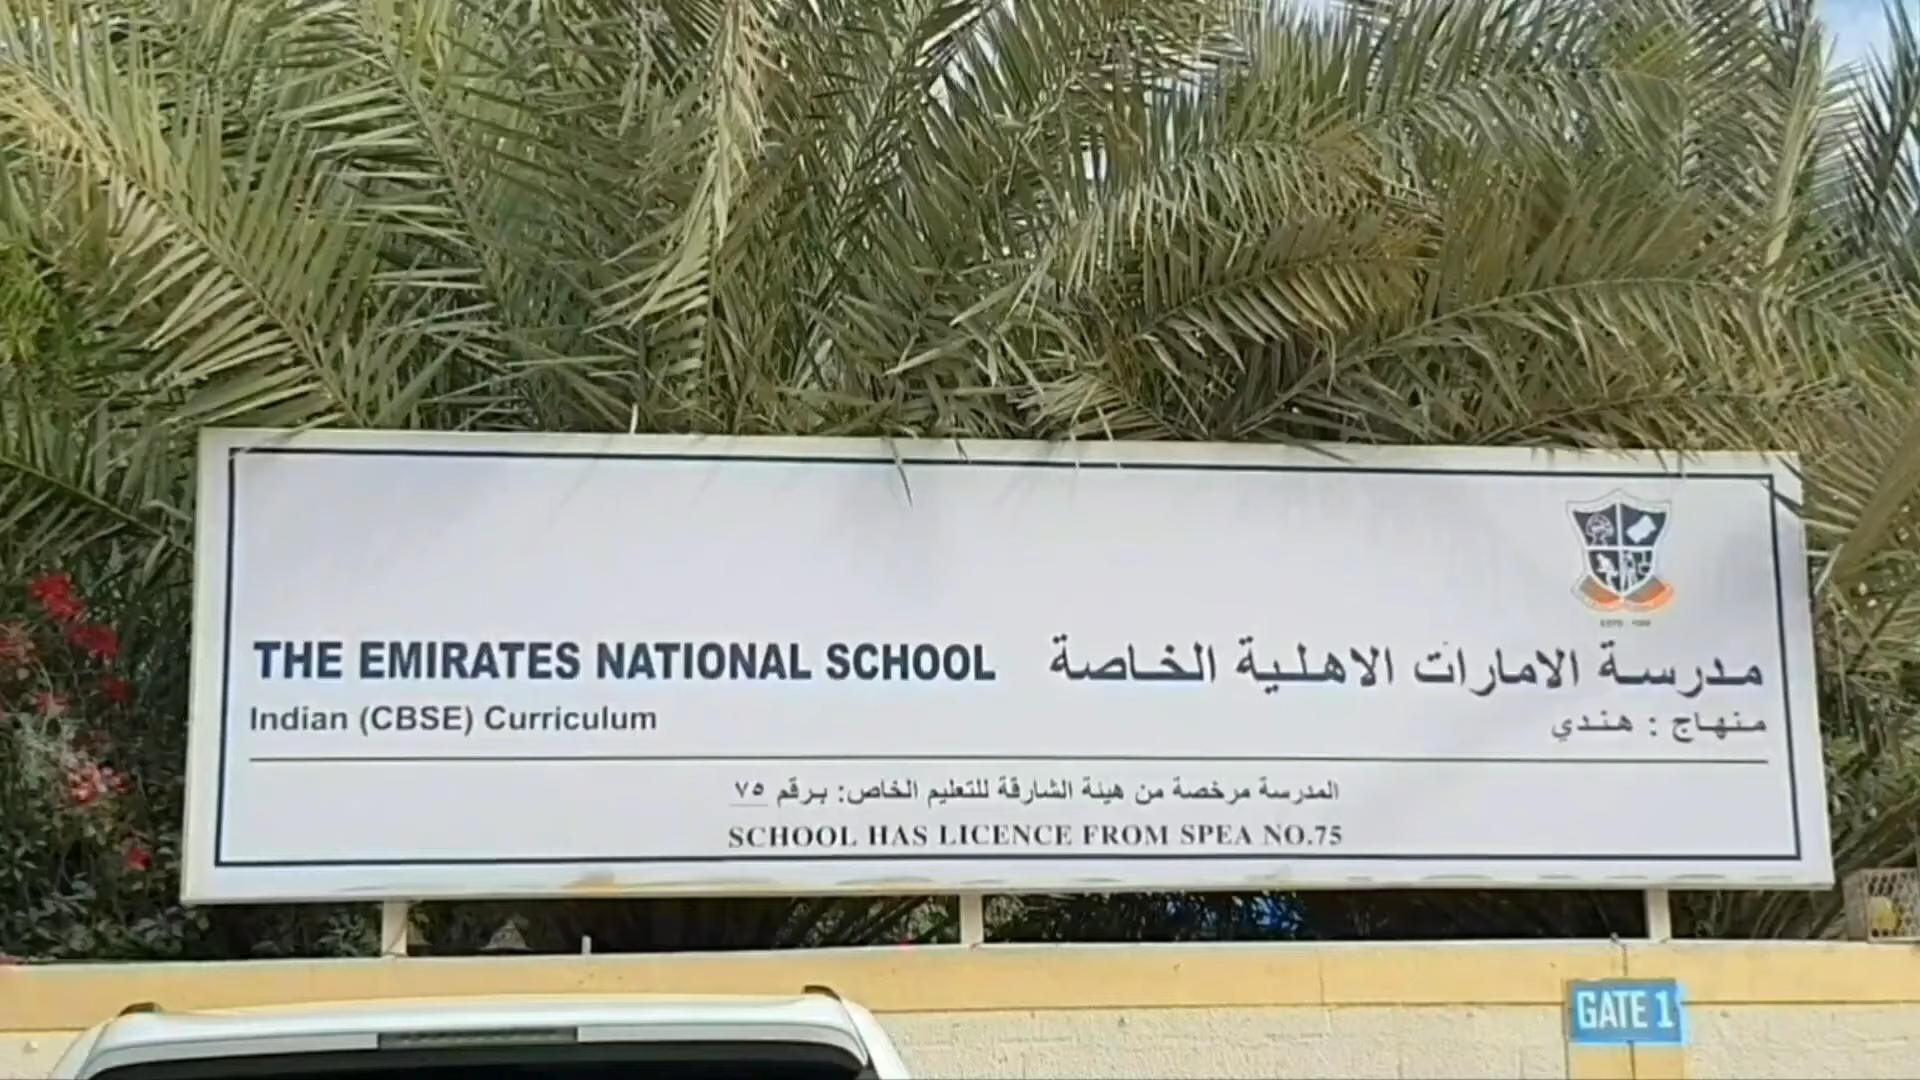 THE EMIRATES NATIONAL SCHOOL
مدرسة الامارات الاهلية الخاصة
Indian (CBSE) Curriculum
منهاج : هندي
المدرسة مرخصة من هيئة الشارقة للتعليم الخاص: برقم ٧٥
SCHOOL HAS LICENCE FROM SPEA NO.75
GATE 1